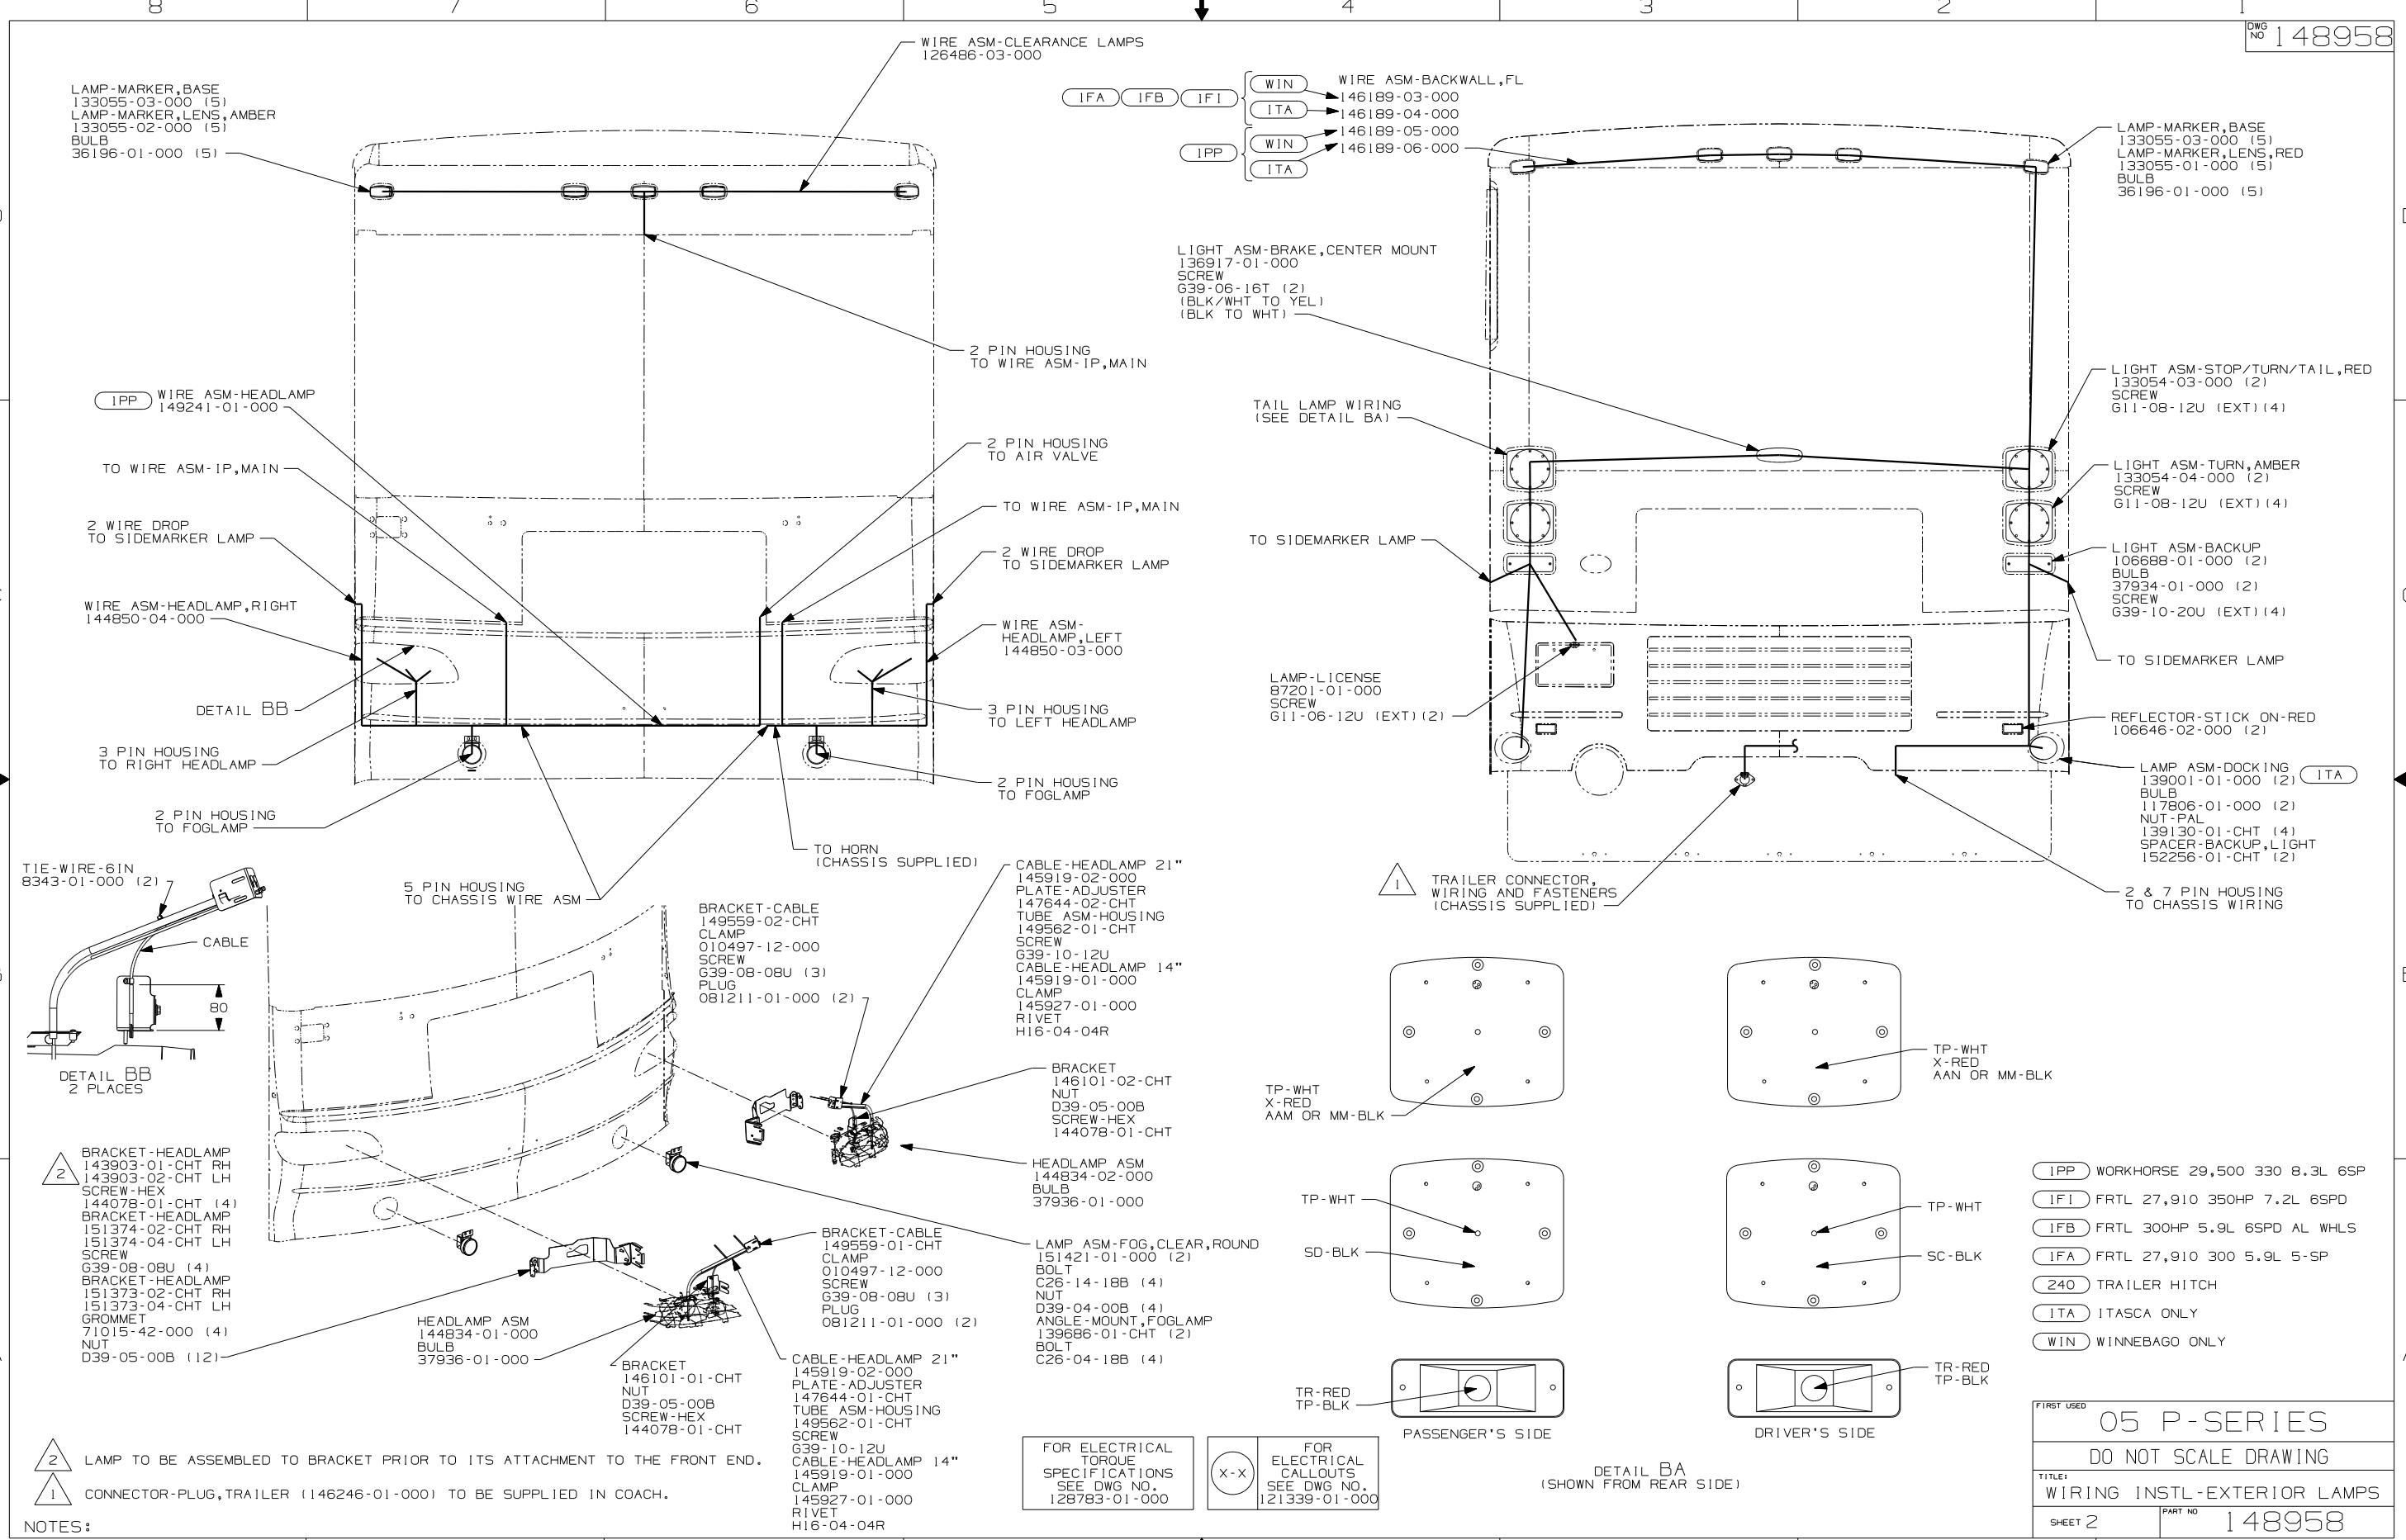 8 7 6 5 4 3 2 1
DWG NO 148958
WIRE ASM-CLEARANCE LAMPS
126486-03-000
LAMP-MARKER,BASE
133055-03-000 (5)
LAMP-MARKER,LENS,AMBER
133055-02-000 (5)
BULB
36196-01-000 (5)
2 PIN HOUSING
TO WIRE ASM-IP,MAIN
1PP WIRE ASM-HEADLAMP
149241-01-000
TO WIRE ASM-IP,MAIN
2 WIRE DROP
TO SIDEMARKER LAMP
WIRE ASM-HEADLAMP,RIGHT
144850-04-000
DETAIL BB
3 PIN HOUSING
TO RIGHT HEADLAMP
2 PIN HOUSING
TO FOGLAMP
5 PIN HOUSING
TO CHASSIS WIRE ASM
2 PIN HOUSING
TO AIR VALVE
TO WIRE ASM-IP,MAIN
2 WIRE DROP
TO SIDEMARKER LAMP
WIRE ASM-
HEADLAMP,LEFT
144850-03-000
3 PIN HOUSING
TO LEFT HEADLAMP
2 PIN HOUSING
TO FOGLAMP
TO HORN
(CHASSIS SUPPLIED)
1FA 1FB 1FI
WIN
1TA
1PP
WIN
1TA
WIRE ASM-BACKWALL,FL
146189-03-000
146189-04-000
146189-05-000
146189-06-000
LAMP-MARKER,BASE
133055-03-000 (5)
LAMP-MARKER,LENS,RED
133055-01-000 (5)
BULB
36196-01-000 (5)
LIGHT ASM-BRAKE,CENTER MOUNT
136917-01-000
SCREW
G39-06-16T (2)
(BLK/WHT TO YEL)
(BLK TO WHT)
TAIL LAMP WIRING
(SEE DETAIL BA)
TO SIDEMARKER LAMP
LAMP-LICENSE
87201-01-000
SCREW
G11-06-12U (EXT)(2)
LIGHT ASM-STOP/TURN/TAIL,RED
133054-03-000 (2)
SCREW
G11-08-12U (EXT)(4)
LIGHT ASM-TURN,AMBER
133054-04-000 (2)
SCREW
G11-08-12U (EXT)(4)
LIGHT ASM-BACKUP
106688-01-000 (2)
BULB
37934-01-000 (2)
SCREW
G39-10-20U (EXT)(4)
TO SIDEMARKER LAMP
REFLECTOR-STICK ON-RED
106646-02-000 (2)
LAMP ASM-DOCKING
139001-01-000 (2) 1TA
BULB
117806-01-000 (2)
NUT-PAL
139130-01-CHT (4)
SPACER-BACKUP,LIGHT
152256-01-CHT (2)
2 & 7 PIN HOUSING
TO CHASSIS WIRING
1 TRAILER CONNECTOR,
WIRING AND FASTENERS
(CHASSIS SUPPLIED)
TIE-WIRE-6IN
8343-01-000 (2)
CABLE
80
DETAIL BB
2 PLACES
BRACKET-CABLE
149559-02-CHT
CLAMP
010497-12-000
SCREW
G39-08-08U (3)
PLUG
081211-01-000 (2)
CABLE-HEADLAMP 21"
145919-02-000
PLATE-ADJUSTER
147644-02-CHT
TUBE ASM-HOUSING
149562-01-CHT
SCREW
G39-10-12U
CABLE-HEADLAMP 14"
145919-01-000
CLAMP
145927-01-000
RIVET
H16-04-04R
BRACKET
146101-02-CHT
NUT
D39-05-00B
SCREW-HEX
144078-01-CHT
HEADLAMP ASM
144834-02-000
BULB
37936-01-000
2 BRACKET-HEADLAMP
143903-01-CHT RH
143903-02-CHT LH
SCREW-HEX
144078-01-CHT (4)
BRACKET-HEADLAMP
151374-02-CHT RH
151374-04-CHT LH
SCREW
G39-08-08U (4)
BRACKET-HEADLAMP
151373-02-CHT RH
151373-04-CHT LH
GROMMET
71015-42-000 (4)
NUT
D39-05-00B (12)
HEADLAMP ASM
144834-01-000
BULB
37936-01-000
BRACKET
146101-01-CHT
NUT
D39-05-00B
SCREW-HEX
144078-01-CHT
BRACKET-CABLE
149559-01-CHT
CLAMP
010497-12-000
SCREW
G39-08-08U (3)
PLUG
081211-01-000 (2)
CABLE-HEADLAMP 21"
145919-02-000
PLATE-ADJUSTER
147644-01-CHT
TUBE ASM-HOUSING
149562-01-CHT
SCREW
G39-10-12U
CABLE-HEADLAMP 14"
145919-01-000
CLAMP
145927-01-000
RIVET
H16-04-04R
LAMP ASM-FOG,CLEAR,ROUND
151421-01-000 (2)
BOLT
C26-14-18B (4)
NUT
D39-04-00B (4)
ANGLE-MOUNT,FOGLAMP
139686-01-CHT (2)
BOLT
C26-04-18B (4)
TP-WHT
X-RED
AAM OR MM-BLK
TP-WHT
X-RED
AAN OR MM-BLK
TP-WHT
SD-BLK
TP-WHT
SC-BLK
TR-RED
TP-BLK
TR-RED
TP-BLK
PASSENGER'S SIDE
DRIVER'S SIDE
DETAIL BA
(SHOWN FROM REAR SIDE)
1PP WORKHORSE 29,500 330 8.3L 6SP
1FI FRTL 27,910 350HP 7.2L 6SPD
1FB FRTL 300HP 5.9L 6SPD AL WHLS
1FA FRTL 27,910 300 5.9L 5-SP
240 TRAILER HITCH
1TA ITASCA ONLY
WIN WINNEBAGO ONLY
2 LAMP TO BE ASSEMBLED TO BRACKET PRIOR TO ITS ATTACHMENT TO THE FRONT END.
1 CONNECTOR-PLUG,TRAILER (146246-01-000) TO BE SUPPLIED IN COACH.
NOTES:
FOR ELECTRICAL
TORQUE
SPECIFICATIONS
SEE DWG NO.
128783-01-000
X-X
FOR
ELECTRICAL
CALLOUTS
SEE DWG NO.
121339-01-000
FIRST USED
05 P-SERIES
DO NOT SCALE DRAWING
TITLE:
WIRING INSTL-EXTERIOR LAMPS
SHEET 2
PART NO 148958